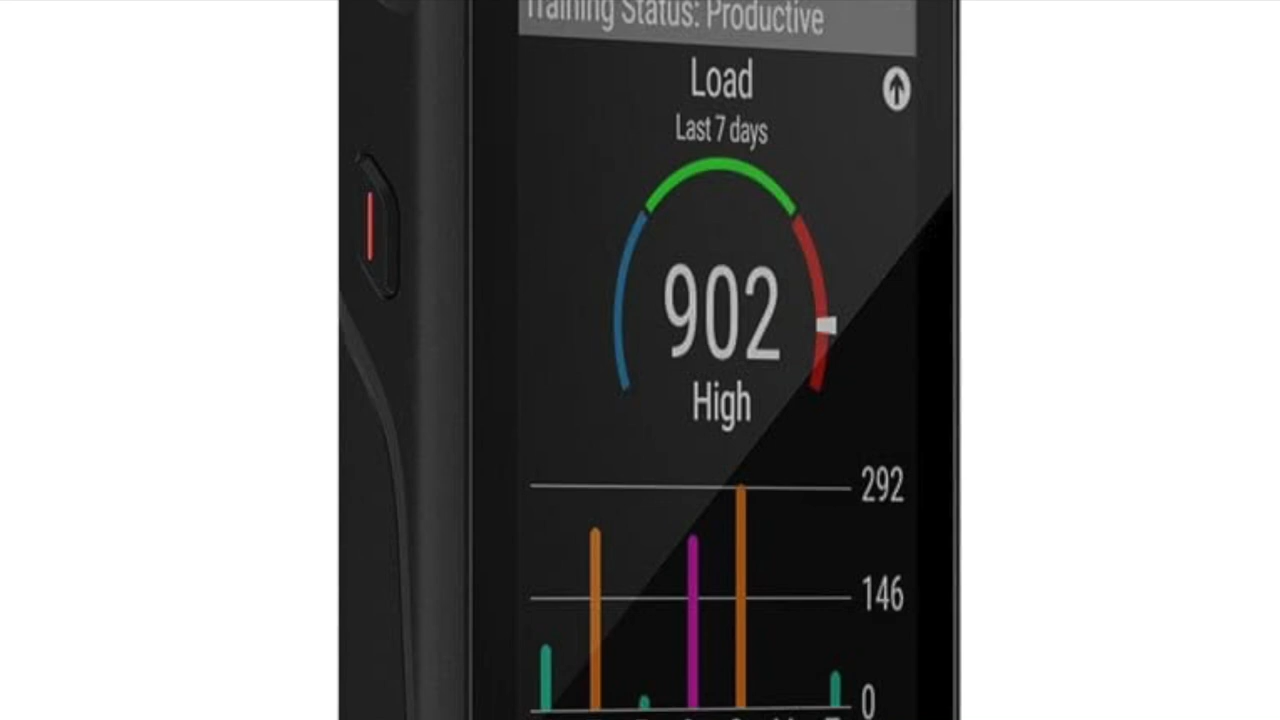 Training Status: Productive
Load
Last 7 days
902
High
292
146
0